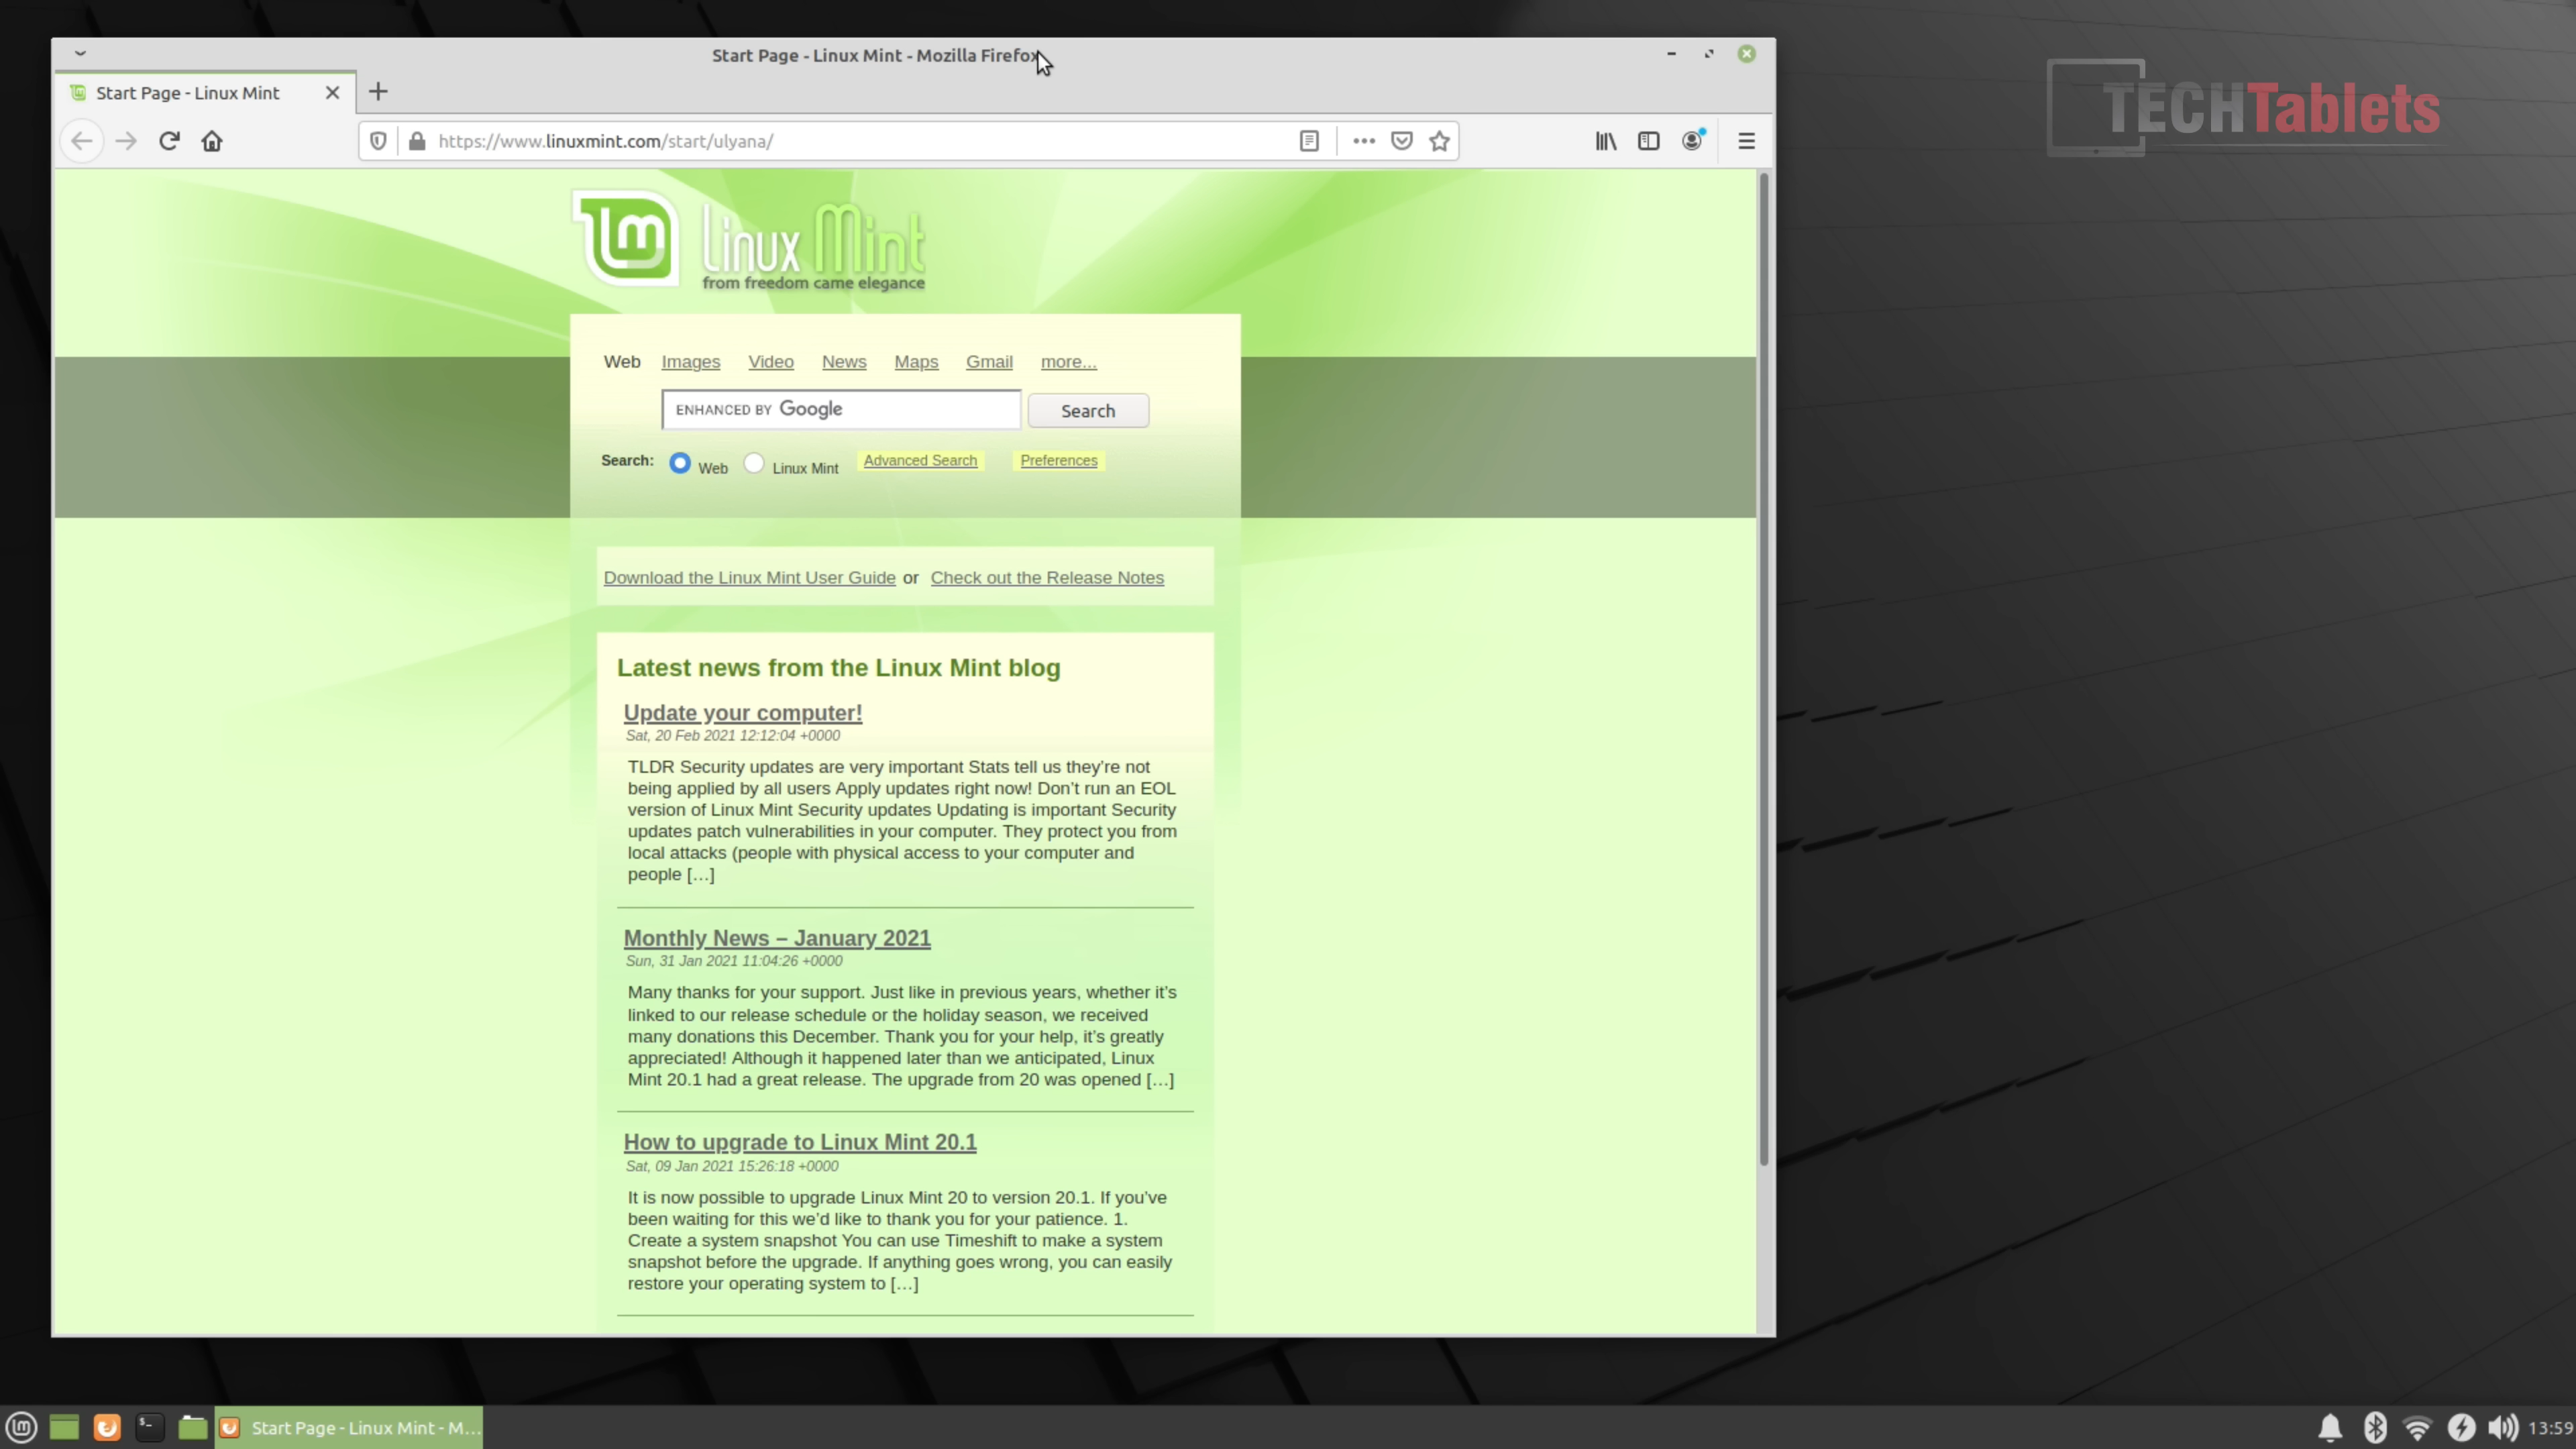 Start Page - Linux Mint - Mozilla Firefox
Start Page - Linux Mint
TECHTablets
https://www.linuxmint.com/start/ulyana/
lm Linux Mint
from freedom came elegance
Web Images Video News Maps Gmail more...
ENHANCED BY Google Search
Search: Web Linux Mint Advanced Search Preferences
Download the Linux Mint User Guide or Check out the Release Notes
Latest news from the Linux Mint blog
Update your computer!
Sat, 20 Feb 2021 12:12:04 +0000
TLDR Security updates are very important Stats tell us they’re not
being applied by all users Apply updates right now! Don’t run an EOL
version of Linux Mint Security updates Updating is important Security
updates patch vulnerabilities in your computer. They protect you from
local attacks (people with physical access to your computer and
people […]
Monthly News – January 2021
Sun, 31 Jan 2021 11:04:26 +0000
Many thanks for your support. Just like in previous years, whether it’s
linked to our release schedule or the holiday season, we received
many donations this December. Thank you for your help, it’s greatly
appreciated! Although it happened later than we anticipated, Linux
Mint 20.1 had a great release. The upgrade from 20 was opened […]
How to upgrade to Linux Mint 20.1
Sat, 09 Jan 2021 15:26:18 +0000
It is now possible to upgrade Linux Mint 20 to version 20.1. If you’ve
been waiting for this we’d like to thank you for your patience. 1.
Create a system snapshot You can use Timeshift to make a system
snapshot before the upgrade. If anything goes wrong, you can easily
restore your operating system to […]
lm $_ Start Page - Linux Mint - M... 13:59